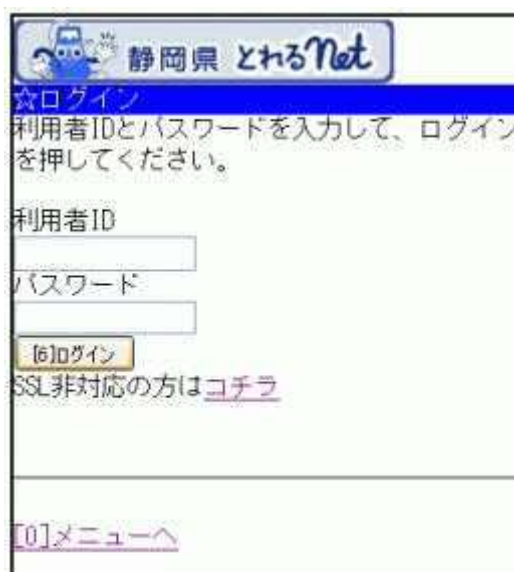 静岡県 とれるnet
☆ログイン
利用者IDとパスワードを入力して、ログイン
を押してください。
利用者ID
パスワード
[6]ログイン
SSL非対応の方はコチラ
[0]メニューへ